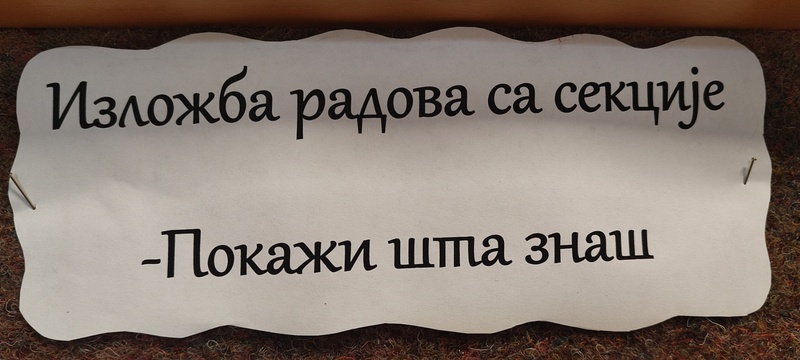 Изложба радова са секције
-Покажи шта знаш